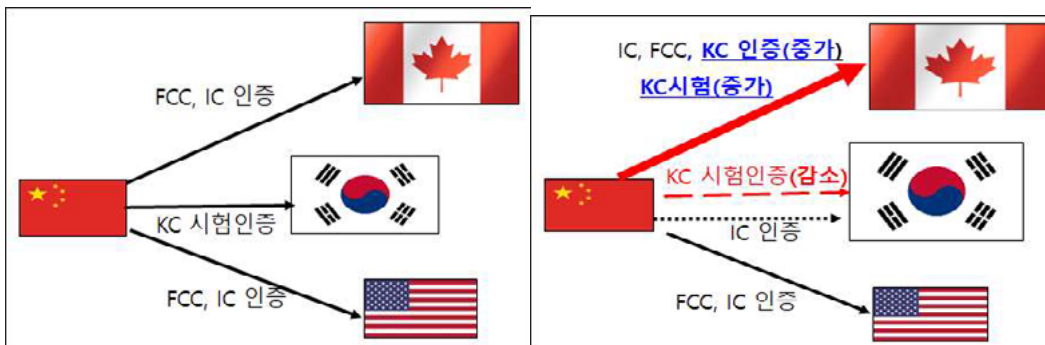 FCC, IC 인증
KC 시험인증
FCC, IC 인증
IC, FCC, KC 인증(증가)
KC시험(증가)
KC 시험인증(감소)
IC 인증
FCC, IC 인증